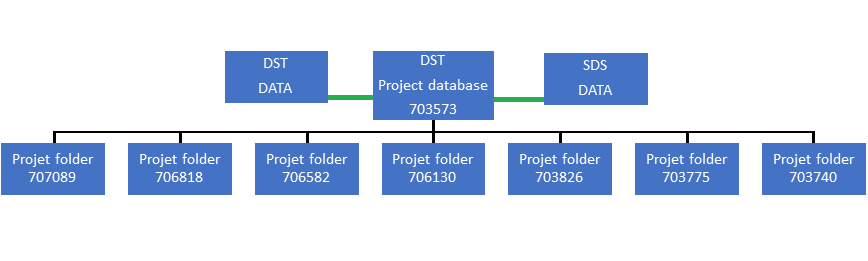 DST
DATA
DST
Project database
703573
SDS
DATA
Projet folder
707089
Projet folder
706818
Projet folder
706582
Projet folder
706130
Projet folder
703826
Projet folder
703775
Projet folder
703740